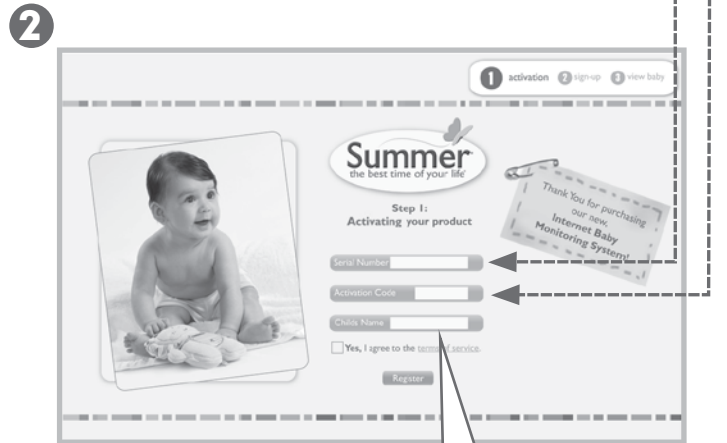 2
1 activation 2 sign-up 3 view baby
Summer
the best time of your life
Step 1:
Activating your product
Thank You for purchasing
our new,
Internet Baby
Monitoring System!
Serial Number
Activation Code
Childs Name
Yes, I agree to the terms of service.
Register